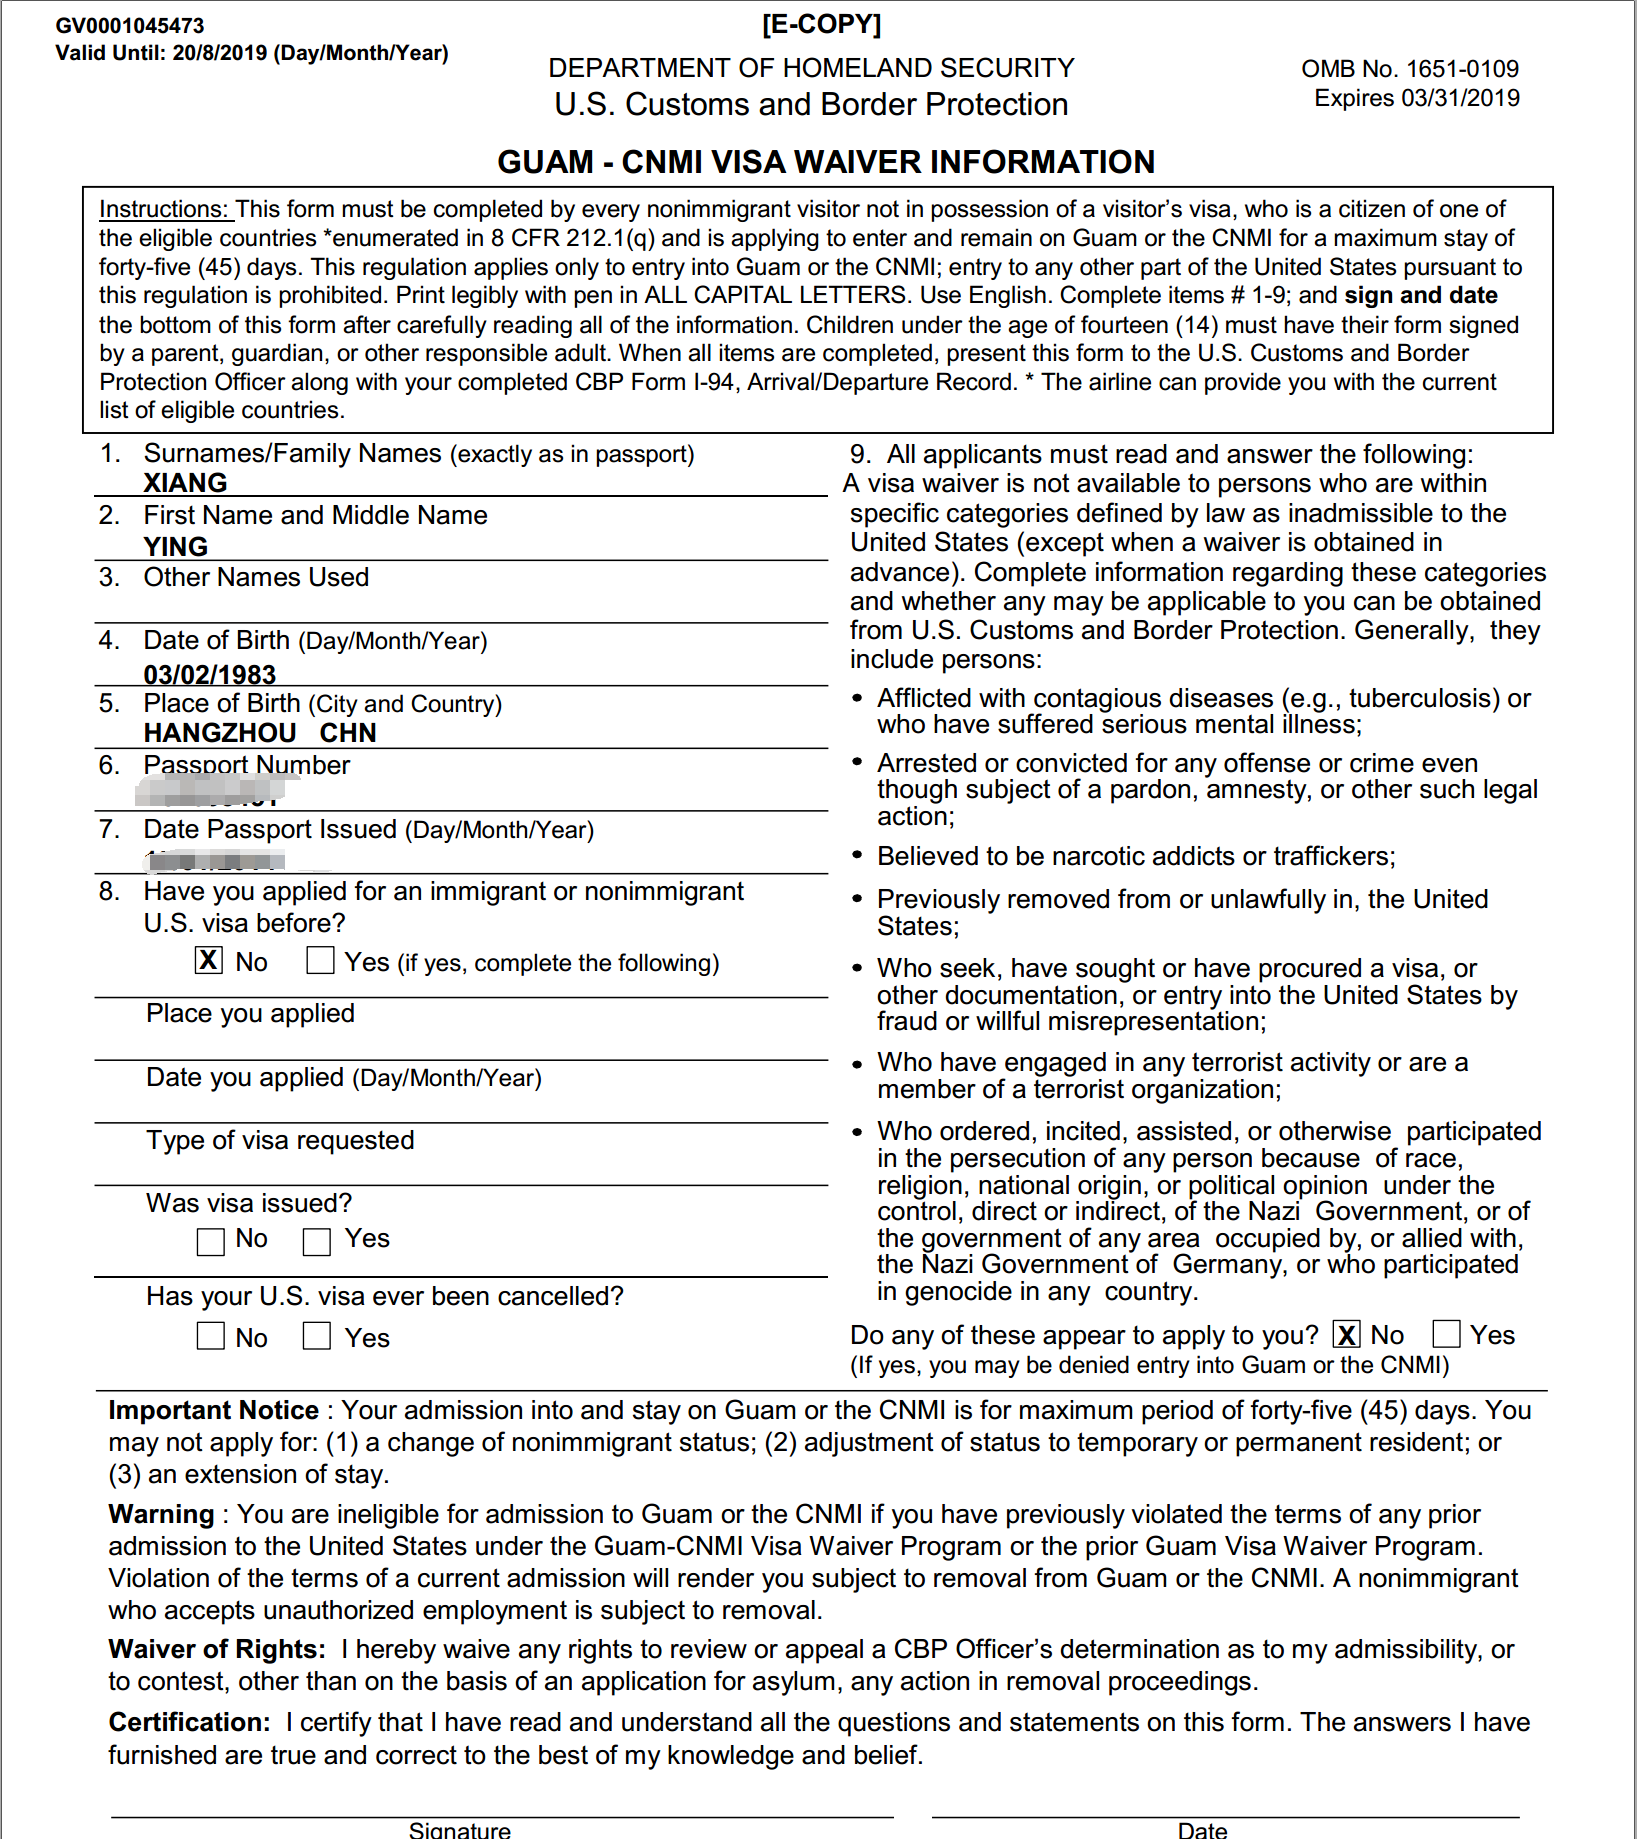 GV0001045473
Valid Until: 20/8/2019 (Day/Month/Year)
[E-COPY]
DEPARTMENT OF HOMELAND SECURITY
U.S. Customs and Border Protection
OMB No. 1651-0109
Expires 03/31/2019
GUAM - CNMI VISA WAIVER INFORMATION
Instructions: This form must be completed by every nonimmigrant visitor not in possession of a visitor's visa, who is a citizen of one of
the eligible countries *enumerated in 8 CFR 212.1(q) and is applying to enter and remain on Guam or the CNMI for a maximum stay of
forty-five (45) days. This regulation applies only to entry into Guam or the CNMI; entry to any other part of the United States pursuant to
this regulation is prohibited. Print legibly with pen in ALL CAPITAL LETTERS. Use English. Complete items # 1-9; and sign and date
the bottom of this form after carefully reading all of the information. Children under the age of fourteen (14) must have their form signed
by a parent, guardian, or other responsible adult. When all items are completed, present this form to the U.S. Customs and Border
Protection Officer along with your completed CBP Form I-94, Arrival/Departure Record. * The airline can provide you with the current
list of eligible countries.
1. Surnames/Family Names (exactly as in passport)
XIANG
2. First Name and Middle Name
YING
3. Other Names Used
4. Date of Birth (Day/Month/Year)
03/02/1983
5. Place of Birth (City and Country)
HANGZHOU CHN
6. Passport Number
7. Date Passport Issued (Day/Month/Year)
8. Have you applied for an immigrant or nonimmigrant
U.S. visa before?
X No Yes (if yes, complete the following)
Place you applied
Date you applied (Day/Month/Year)
Type of visa requested
Was visa issued?
No Yes
Has your U.S. visa ever been cancelled?
No Yes
9. All applicants must read and answer the following:
A visa waiver is not available to persons who are within
specific categories defined by law as inadmissible to the
United States (except when a waiver is obtained in
advance). Complete information regarding these categories
and whether any may be applicable to you can be obtained
from U.S. Customs and Border Protection. Generally, they
include persons:
• Afflicted with contagious diseases (e.g., tuberculosis) or
who have suffered serious mental illness;
• Arrested or convicted for any offense or crime even
though subject of a pardon, amnesty, or other such legal
action;
• Believed to be narcotic addicts or traffickers;
• Previously removed from or unlawfully in, the United
States;
• Who seek, have sought or have procured a visa, or
other documentation, or entry into the United States by
fraud or willful misrepresentation;
• Who have engaged in any terrorist activity or are a
member of a terrorist organization;
• Who ordered, incited, assisted, or otherwise participated
in the persecution of any person because of race,
religion, national origin, or political opinion under the
control, direct or indirect, of the Nazi Government, or of
the government of any area occupied by, or allied with,
the Nazi Government of Germany, or who participated
in genocide in any country.
Do any of these appear to apply to you? X No Yes
(If yes, you may be denied entry into Guam or the CNMI)
Important Notice : Your admission into and stay on Guam or the CNMI is for maximum period of forty-five (45) days. You
may not apply for: (1) a change of nonimmigrant status; (2) adjustment of status to temporary or permanent resident; or
(3) an extension of stay.
Warning : You are ineligible for admission to Guam or the CNMI if you have previously violated the terms of any prior
admission to the United States under the Guam-CNMI Visa Waiver Program or the prior Guam Visa Waiver Program.
Violation of the terms of a current admission will render you subject to removal from Guam or the CNMI. A nonimmigrant
who accepts unauthorized employment is subject to removal.
Waiver of Rights: I hereby waive any rights to review or appeal a CBP Officer's determination as to my admissibility, or
to contest, other than on the basis of an application for asylum, any action in removal proceedings.
Certification: I certify that I have read and understand all the questions and statements on this form. The answers I have
furnished are true and correct to the best of my knowledge and belief.
Signature
Date